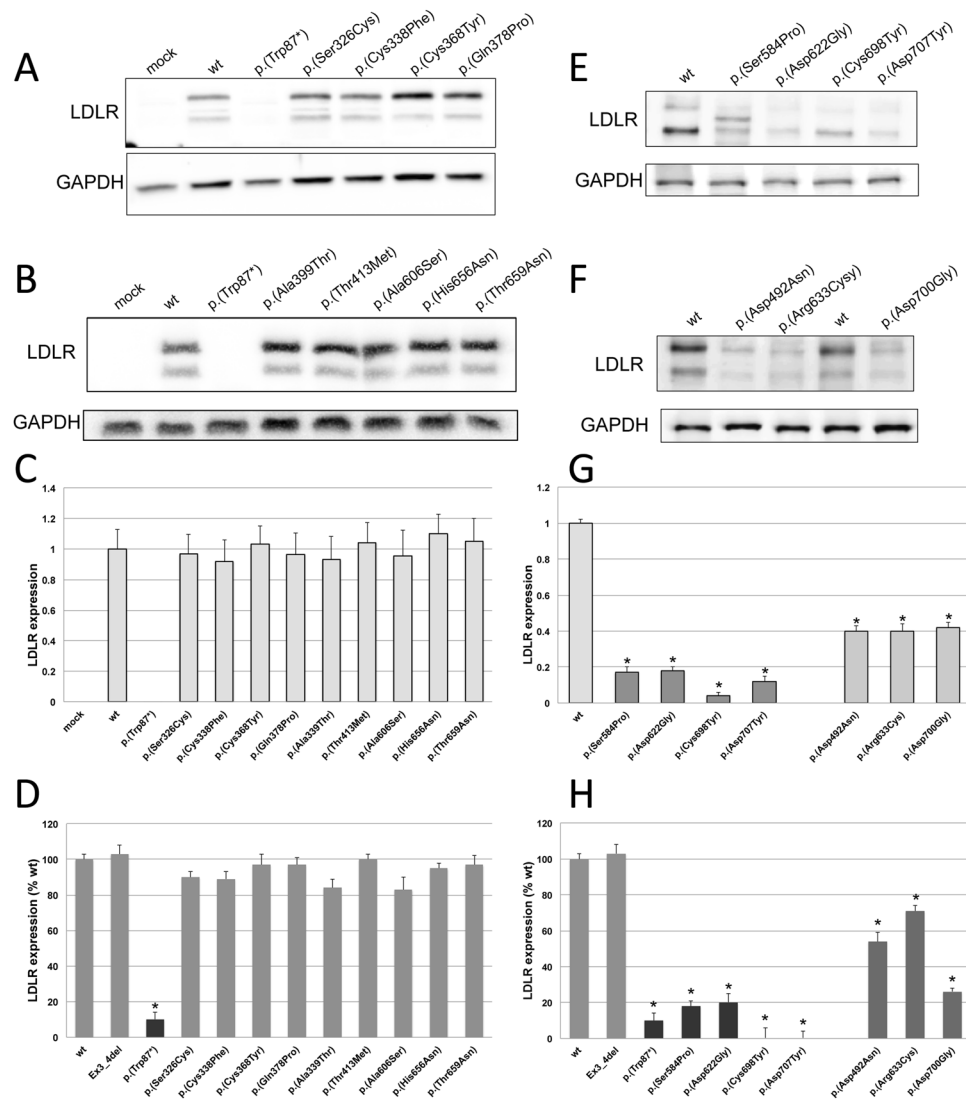 A
mock
wt
p.(Trp87*)
p.(Ser326Cys)
p.(Cys338Phe)
p.(Cys368Tyr)
p.(Gln378Pro)
LDLR
GAPDH
B
mock
wt
p.(Trp87*)
p.(Ala399Thr)
p.(Thr413Met)
p.(Ala606Ser)
p.(His656Asn)
p.(Thr659Asn)
LDLR
GAPDH
C
LDLR expression
1.4
1.2
1
0.8
0.6
0.4
0.2
0
mock
wt
p.(Trp87*)
p.(Ser326Cys)
p.(Cys338Phe)
p.(Cys368Tyr)
p.(Gln378Pro)
p.(Ala339Thr)
p.(Thr413Met)
p.(Ala606Ser)
p.(His656Asn)
p.(Thr659Asn)
D
LDLR expression (% wt)
120
100
80
60
40
20
0
*
wt
Ex3_4del
p.(Trp87*)
p.(Ser326Cys)
p.(Cys338Phe)
p.(Cys368Tyr)
p.(Gln378Pro)
p.(Ala339Thr)
p.(Thr413Met)
p.(Ala606Ser)
p.(His656Asn)
p.(Thr659Asn)
E
wt
p.(Ser584Pro)
p.(Asp622Gly)
p.(Cys698Tyr)
p.(Asp707Tyr)
LDLR
GAPDH
F
wt
p.(Asp492Asn)
p.(Arg633Cysy)
wt
p.(Asp700Gly)
LDLR
GAPDH
G
LDLR expression
1.2
1
0.8
0.6
0.4
0.2
0
* * * * * * *
wt
p.(Ser584Pro)
p.(Asp622Gly)
p.(Cys698Tyr)
p.(Asp707Tyr)
p.(Asp492Asn)
p.(Arg633Cys)
p.(Asp700Gly)
H
LDLR expression (% wt)
120
100
80
60
40
20
0
* * * * * * * *
wt
Ex3_4del
p.(Trp87*)
p.(Ser584Pro)
p.(Asp622Gly)
p.(Cys698Tyr)
p.(Asp707Tyr)
p.(Asp492Asn)
p.(Arg633Cys)
p.(Asp700Gly)